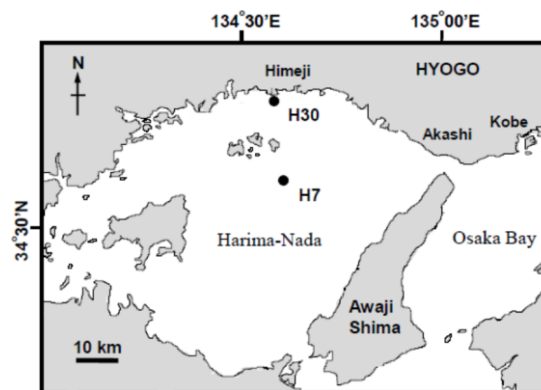 134°30'E
135°00'E
N
Himeji
HYOGO
H30
Akashi
Kobe
H7
34°30'N
Harima-Nada
Osaka Bay
Awaji
Shima
10 km